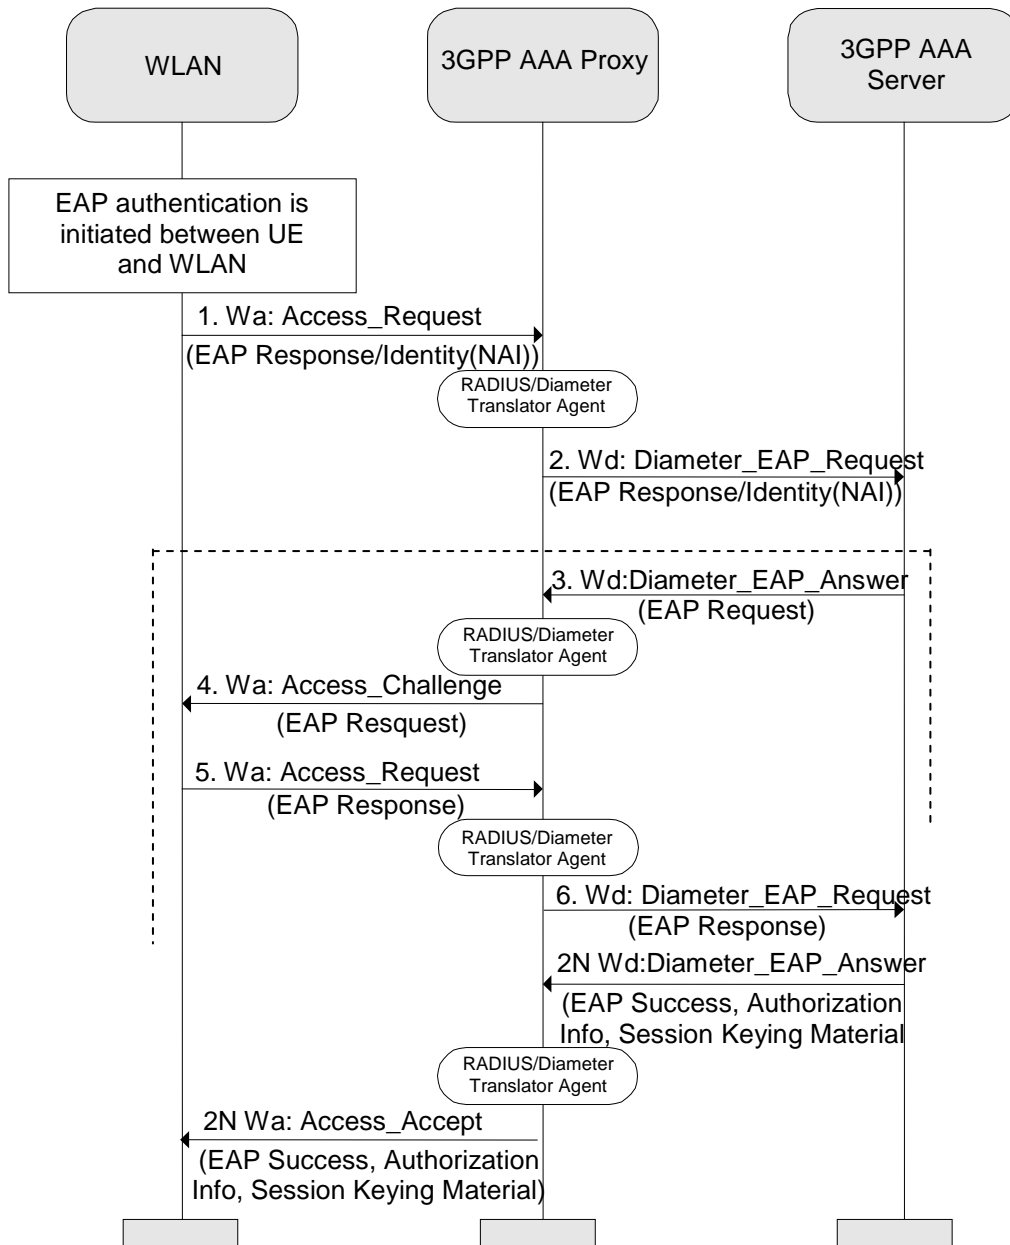 WLAN
3GPP AAA Proxy
3GPP AAA
Server
EAP authentication is
initiated between UE
and WLAN
1. Wa: Access_Request
(EAP Response/Identity(NAI))
RADIUS/Diameter
Translator Agent
2. Wd: Diameter_EAP_Request
(EAP Response/Identity(NAI))
3. Wd:Diameter_EAP_Answer
(EAP Request)
RADIUS/Diameter
Translator Agent
4. Wa: Access_Challenge
(EAP Resquest)
5. Wa: Access_Request
(EAP Response)
RADIUS/Diameter
Translator Agent
6. Wd: Diameter_EAP_Request
(EAP Response)
2N Wd:Diameter_EAP_Answer
(EAP Success, Authorization
Info, Session Keying Material
RADIUS/Diameter
Translator Agent
2N Wa: Access_Accept
(EAP Success, Authorization
Info, Session Keying Material)